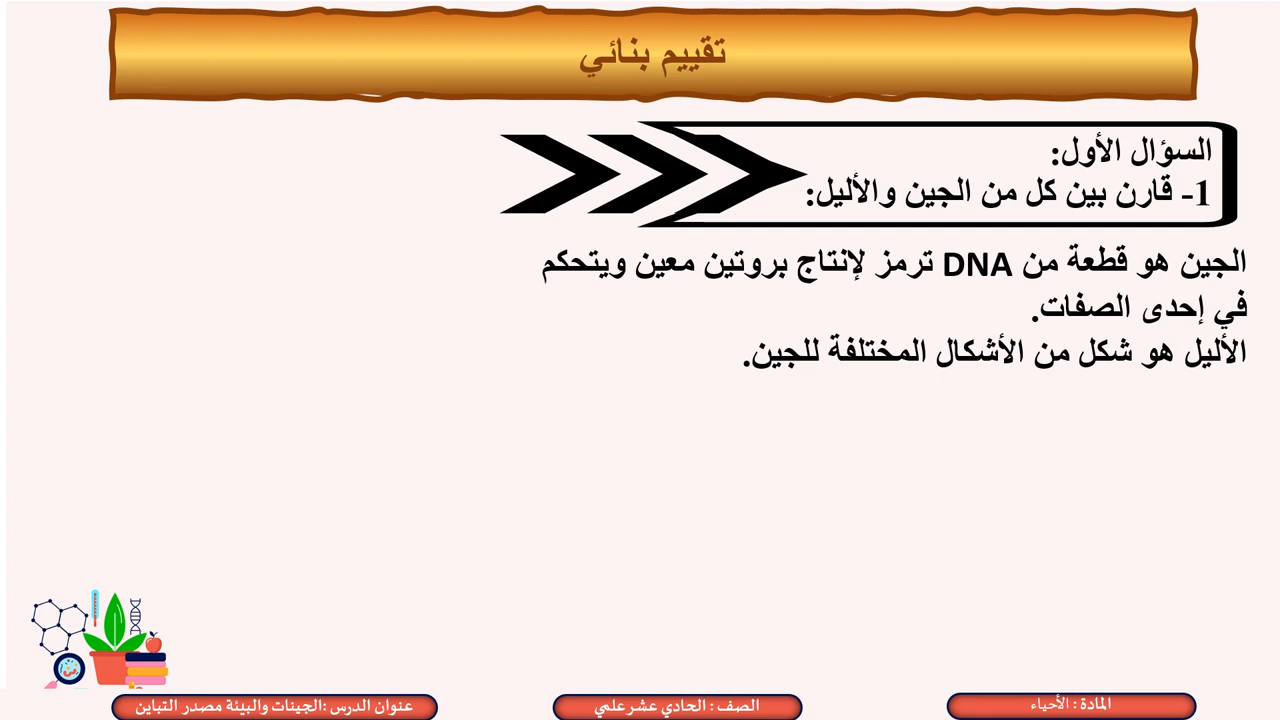 تقييم بنائي
السؤال الأول:
1- قارن بين كل من الجين والأليل:
الجين هو قطعة من DNA ترمز لإنتاج بروتين معين ويتحكم
في إحدى الصفات.
الأليل هو شكل من الأشكال المختلفة للجين.
المادة : الأحياء
الصف : الحادي عشر علمي
عنوان الدرس :الجينات والبيئة مصدر التباين